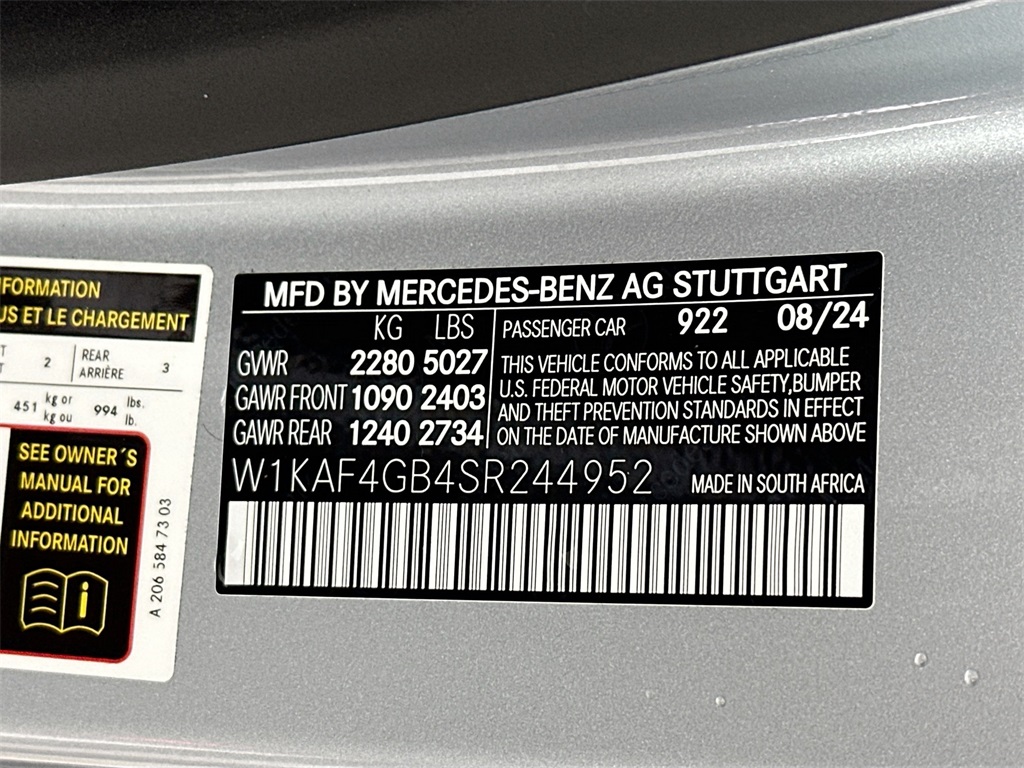 FORMATION
US ET LE CHARGEMENT
2 REAR ARRIÈRE 3
451 kg or kg ou 994 lbs. lb.
SEE OWNER´S
MANUAL FOR
ADDITIONAL
INFORMATION
i
A 206 584 73 03
MFD BY MERCEDES-BENZ AG STUTTGART
KG LBS
GVWR 2280 5027
GAWR FRONT 1090 2403
GAWR REAR 1240 2734
PASSENGER CAR 922 08/24
THIS VEHICLE CONFORMS TO ALL APPLICABLE
U.S. FEDERAL MOTOR VEHICLE SAFETY,BUMPER
AND THEFT PREVENTION STANDARDS IN EFFECT
ON THE DATE OF MANUFACTURE SHOWN ABOVE
W1KAF4GB4SR244952 MADE IN SOUTH AFRICA